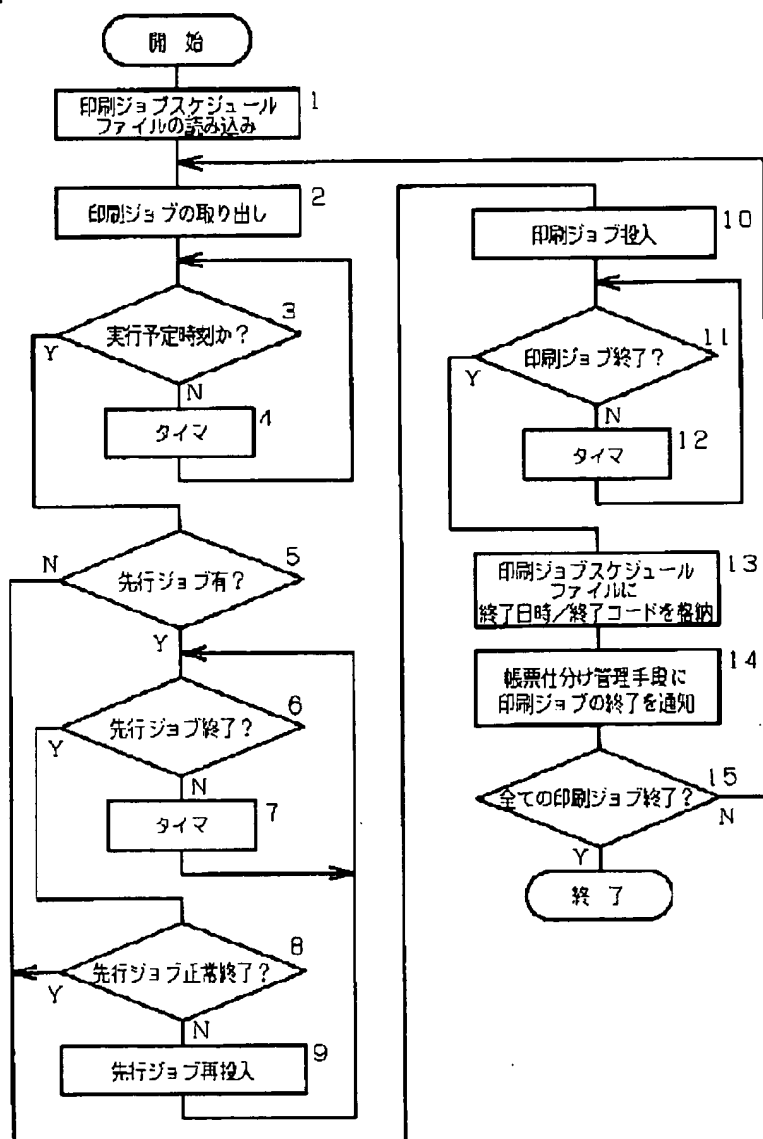 開 始
印刷ジョブスケジュール
ファイルの読み込み
1
印刷ジョブの取り出し
2
実行予定時刻か?
3
Y
N
タイマ
4
先行ジョブ有?
5
N
Y
先行ジョブ終了?
6
Y
N
タイマ
7
先行ジョブ正常終了?
8
Y
N
先行ジョブ再投入
9
印刷ジョブ投入
10
印刷ジョブ終了?
11
Y
N
タイマ
12
印刷ジョブスケジュール
ファイルに
終了日時/終了コードを格納
13
帳票仕分け管理手段に
印刷ジョブの終了を通知
14
全ての印刷ジョブ終了?
15
N
Y
終 了